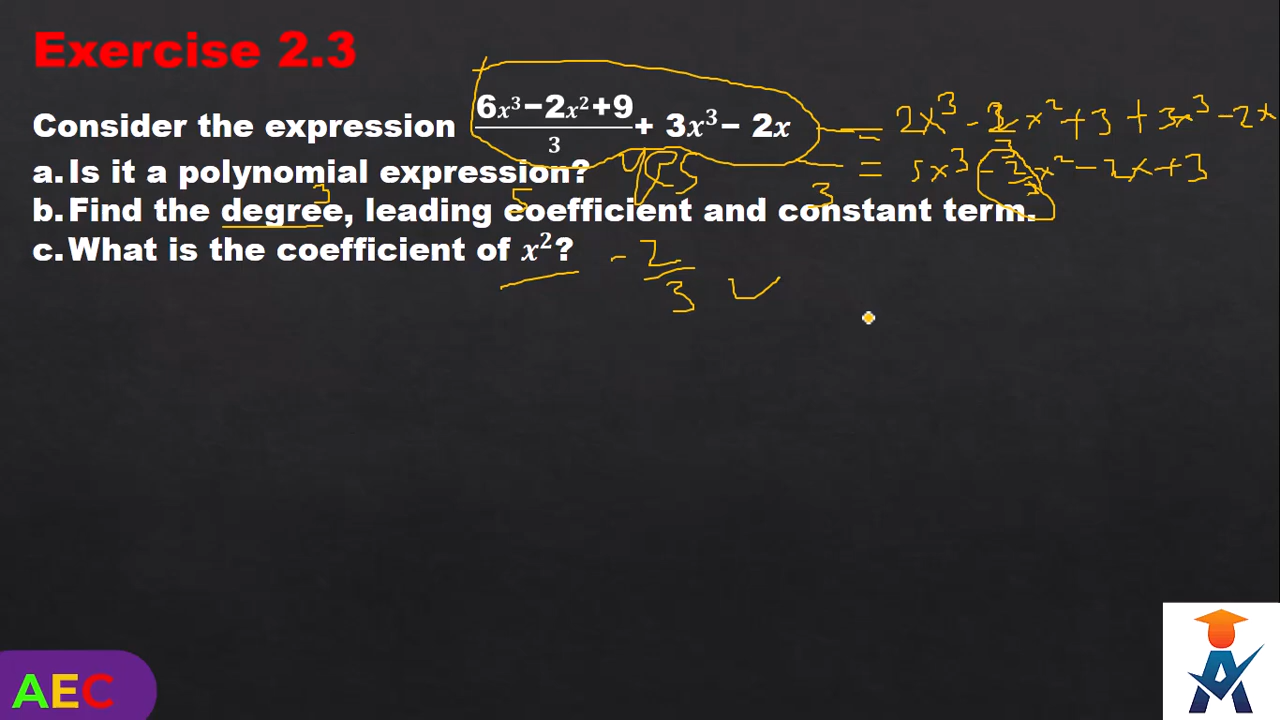 Exercise 2.3
Consider the expression (6x³−2x²+9)/3 + 3x³− 2x = 2x³ - 2/3 x² + 3 + 3x³ - 2x
= 5x³ - 2/3 x² - 2x + 3
a. Is it a polynomial expression? yes
3 5 3
b. Find the degree, leading coefficient and constant term.
c. What is the coefficient of x²? - 2/3
AEC